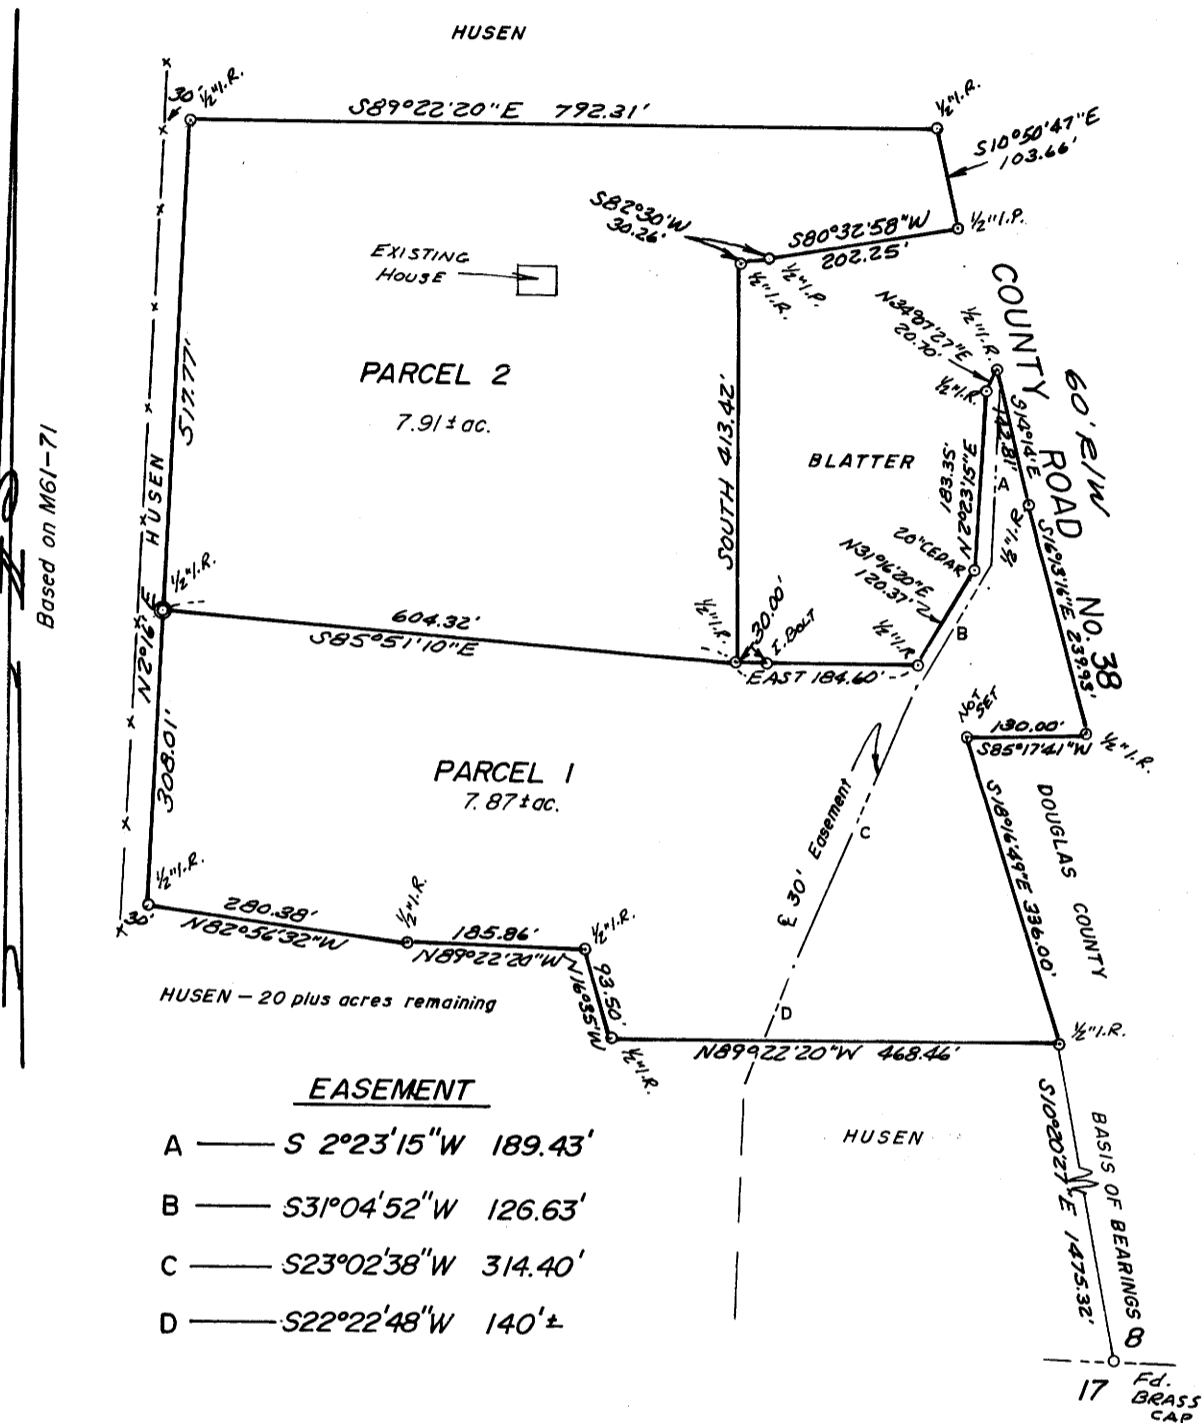 HUSEN
30'
1/2" I.R.
S89°22'20"E 792.31'
1/2" I.R.
S10°50'47"E
103.66'
S82°30'W
30.26'
S80°32'58"W
202.25'
1/2" I.P.
1/2" I.R.
1/2" I.P.
EXISTING
HOUSE
PARCEL 2
7.91 ± ac.
517.77'
HUSEN
N2°16'E
Based on M61-71
SOUTH 413.42'
BLATTER
N34°07'27"E
20.70'
1/2" I.R.
1/2" I.R.
COUNTY
ROAD
No. 38
60' R/W
S14°14'E
142.81'
A
183.35'
N2°23'15"E
20" CEDAR
N31°16'20"E
120.37'
1/2" I.R.
S16°13'16"E 239.93'
B
1/2" I.R.
1/2" I.R.
604.32'
S85°51'10"E
1/2" I.R.
30.00'
I. BOLT
EAST 184.60'
NOT
SET
130.00'
S85°17'41"W
1/2" I.R.
PARCEL 1
7.87 ± ac.
308.01'
℄ 30' Easement
C
S18°16'49"E 336.00'
DOUGLAS COUNTY
1/2" I.R.
30'
280.38'
N82°56'32"W
1/2" I.R.
185.86'
N89°22'20"W
1/2" I.R.
93.50'
N16°35'W
1/2" I.R.
HUSEN – 20 plus acres remaining
D
N89°22'20"W 468.46'
1/2" I.R.
HUSEN
S10°20'27"E 1475.32'
BASIS OF BEARINGS
EASEMENT
A — S 2°23'15"W 189.43'
B — S31°04'52"W 126.63'
C — S23°02'38"W 314.40'
D — S22°22'48"W 140'±
8
17
Fd.
BRASS
CAP